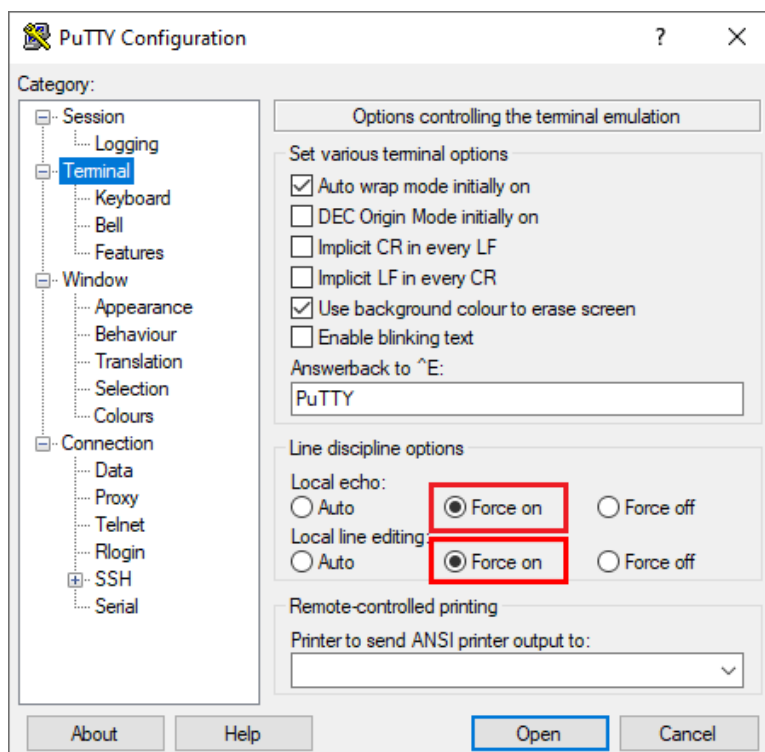 PuTTY Configuration
?
Category:
Session
Logging
Terminal
Keyboard
Bell
Features
Window
Appearance
Behaviour
Translation
Selection
Colours
Connection
Data
Proxy
Telnet
Rlogin
SSH
Serial
Options controlling the terminal emulation
Set various terminal options
Auto wrap mode initially on
DEC Origin Mode initially on
Implicit CR in every LF
Implicit LF in every CR
Use background colour to erase screen
Enable blinking text
Answerback to ^E:
PuTTY
Line discipline options
Local echo:
Auto Force on Force off
Local line editing:
Auto Force on Force off
Remote-controlled printing
Printer to send ANSI printer output to:
About Help Open Cancel